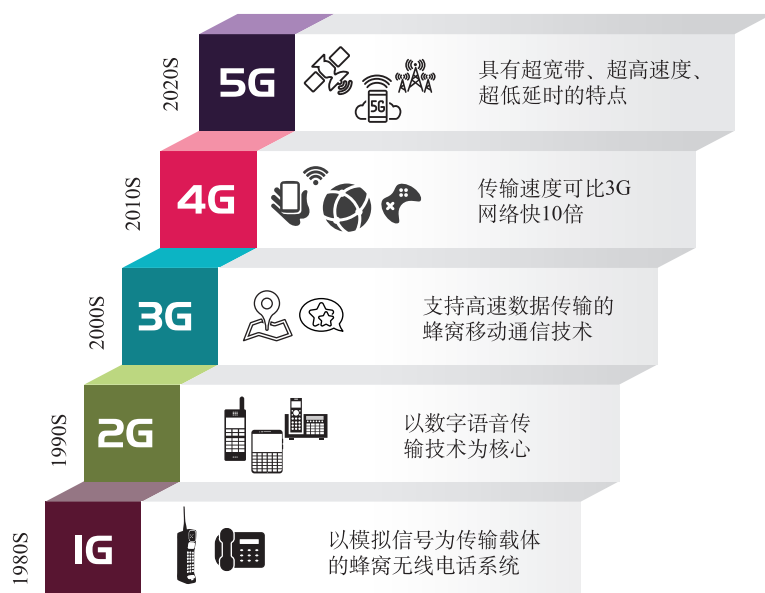 2020S
5G
5G
具有超宽带、超高速度、
超低延时的特点
2010S
4G
传输速度可比3G
网络快10倍
2000S
3G
支持高速数据传输的
蜂窝移动通信技术
1990S
2G
以数字语音传
输技术为核心
1980S
1G
以模拟信号为传输载体
的蜂窝无线电话系统